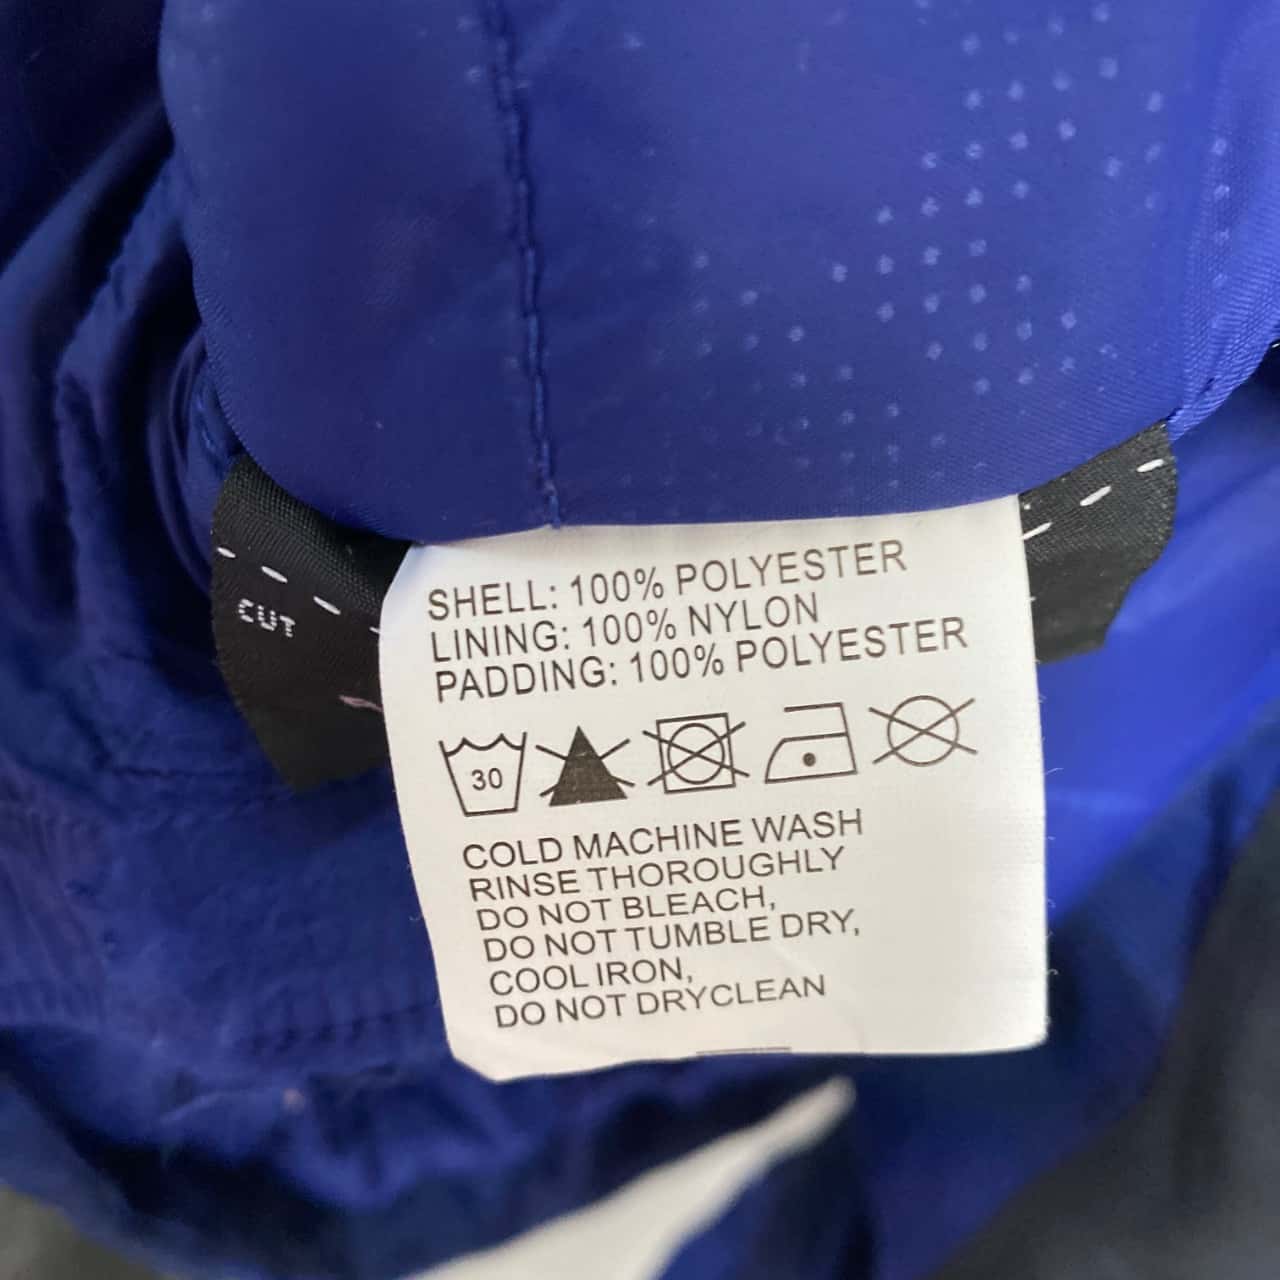 SHELL: 100% POLYESTER
LINING: 100% NYLON
PADDING: 100% POLYESTER
CUT
30
COLD MACHINE WASH
RINSE THOROUGHLY
DO NOT BLEACH,
DO NOT TUMBLE DRY,
COOL IRON,
DO NOT DRYCLEAN